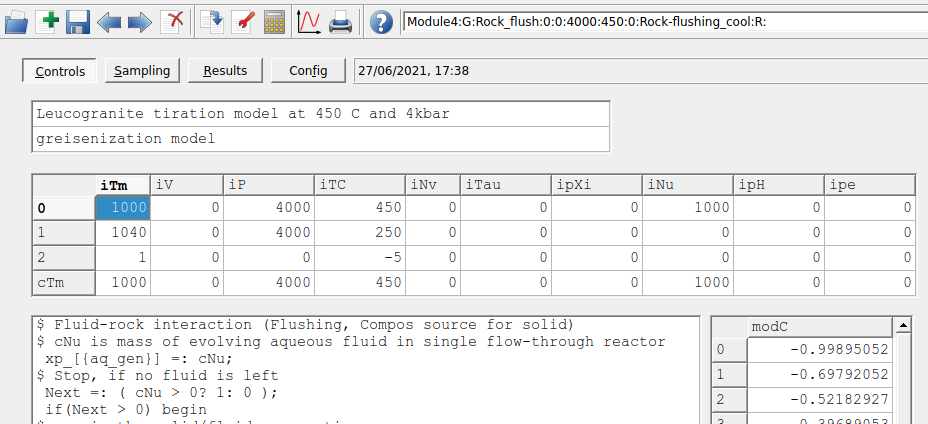 Module4:G:Rock_flush:0:0:4000:450:0:Rock-flushing_cool:R:
Controls Sampling Results Config 27/06/2021, 17:38
Leucogranite tiration model at 450 C and 4kbar
greisenization model
iTm iV iP iTC iNv iTau ipXi iNu ipH ipe
0 1000 0 4000 450 0 0 0 1000 0 0
1 1040 0 4000 250 0 0 0 0 0 0
2 1 0 0 -5 0 0 0 0 0 0
cTm 1000 0 4000 450 0 0 0 1000 0 0
$ Fluid-rock interaction (Flushing, Compos source for solid)
$ cNu is mass of evolving aqueous fluid in single flow-through reactor
xp_[{aq_gen}] =: cNu;
$ Stop, if no fluid is left
Next =: ( cNu > 0? 1: 0 );
if(Next > 0) begin
modC
0 -0.99895052
1 -0.69792052
2 -0.52182927
3 -0.39689053